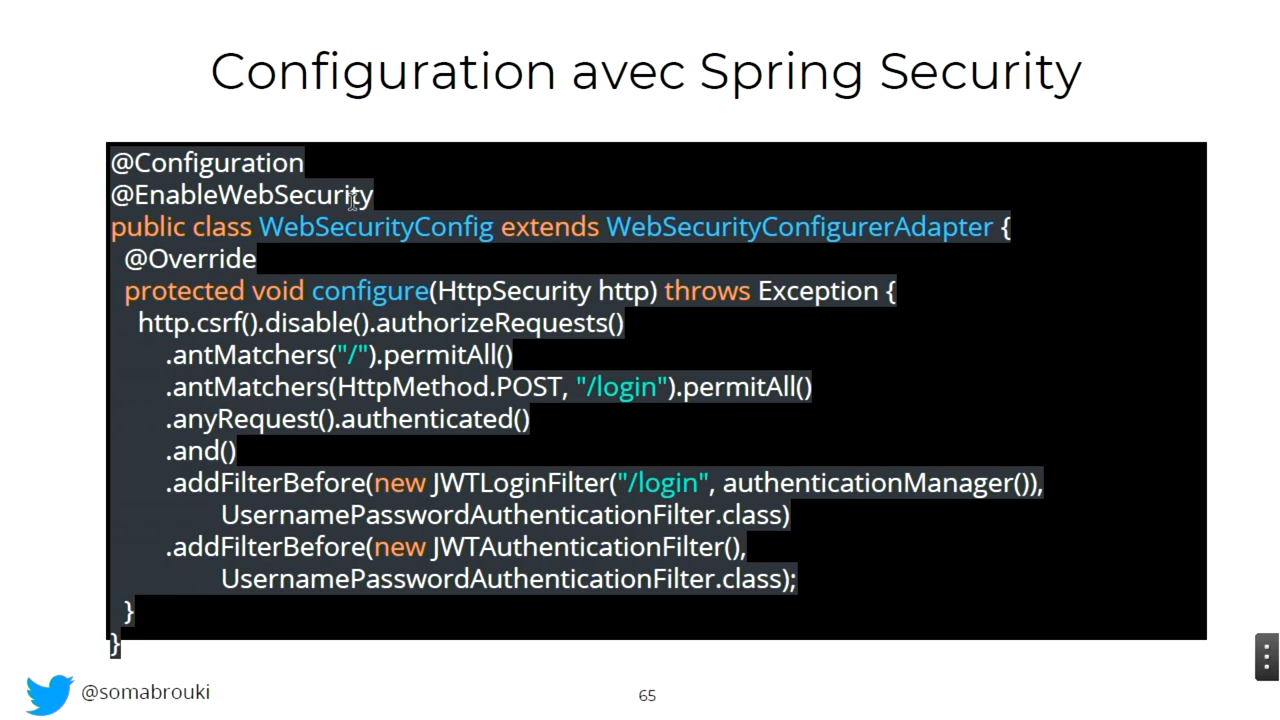 Configuration avec Spring Security
@Configuration
@EnableWebSecurity
public class WebSecurityConfig extends WebSecurityConfigurerAdapter {
@Override
protected void configure(HttpSecurity http) throws Exception {
http.csrf().disable().authorizeRequests()
.antMatchers("/").permitAll()
.antMatchers(HttpMethod.POST, "/login").permitAll()
.anyRequest().authenticated()
.and()
.addFilterBefore(new JWTLoginFilter("/login", authenticationManager()),
UsernamePasswordAuthenticationFilter.class)
.addFilterBefore(new JWTAuthenticationFilter(),
UsernamePasswordAuthenticationFilter.class);
}
}
@somabrouki
65